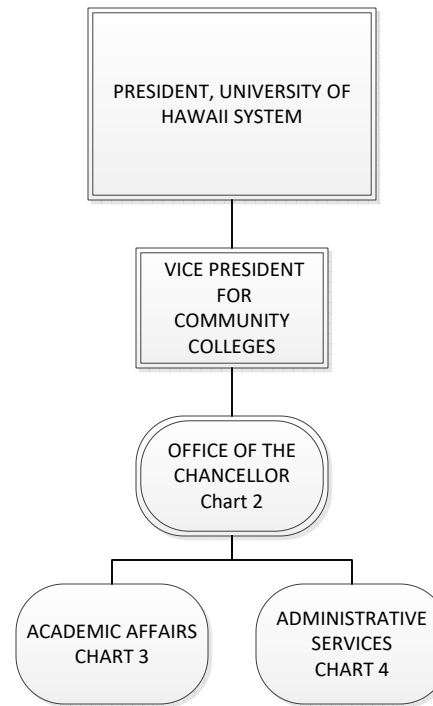 PRESIDENT, UNIVERSITY OF
HAWAII SYSTEM
VICE PRESIDENT
FOR
COMMUNITY
COLLEGES
OFFICE OF THE
CHANCELLOR
Chart 2
ACADEMIC AFFAIRS
CHART 3
ADMINISTRATIVE
SERVICES
CHART 4